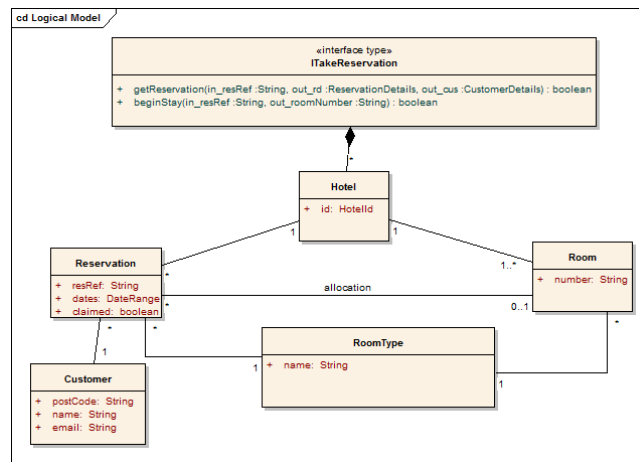 cd Logical Model
«interface type»
ITakeReservation
+ getReservation(in_resRef :String, out_rd :ReservationDetails, out_cus :CustomerDetails) : boolean
+ beginStay(in_resRef :String, out_roomNumber :String) : boolean
*
Hotel
+ id: HotelId
1
1
Reservation
+ resRef: String
+ dates: DateRange
+ claimed: boolean
*
*
*
*
allocation
1..*
Room
+ number: String
0..1
*
RoomType
+ name: String
1
1
1
Customer
+ postCode: String
+ name: String
+ email: String